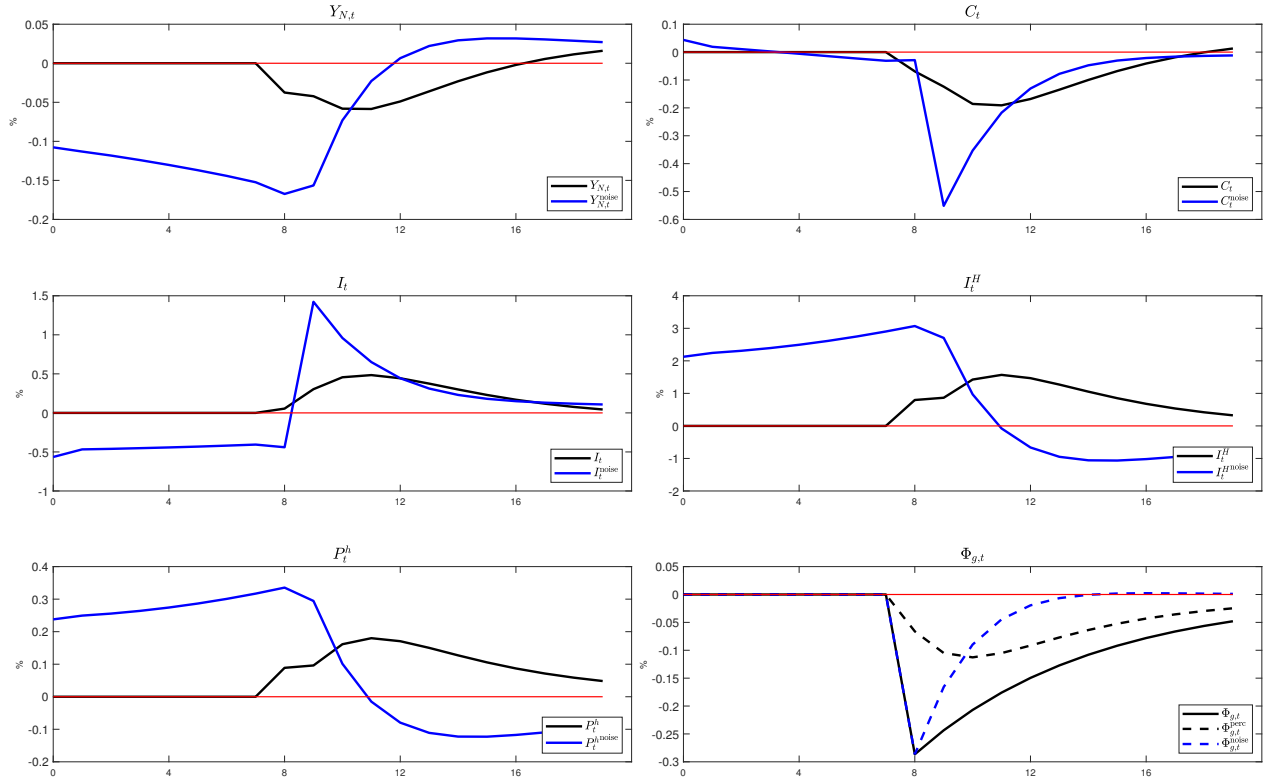 Y_{N,t}
0.05
0
-0.05
-0.1
-0.15
-0.2
%
0 4 8 12 16
Y_{N,t}
Y_{N,t}^{noise}
C_t
0.1
0
-0.1
-0.2
-0.3
-0.4
-0.5
-0.6
%
0 4 8 12 16
C_t
C_t^{noise}
I_t
1.5
1
0.5
0
-0.5
-1
%
0 4 8 12 16
I_t
I_t^{noise}
I_t^H
4
3
2
1
0
-1
-2
%
0 4 8 12 16
I_t^H
I_t^{H^{noise}}
P_t^h
0.4
0.3
0.2
0.1
0
-0.1
-0.2
%
0 4 8 12 16
P_t^h
P_t^{h^{noise}}
Φ_{g,t}
0.05
0
-0.05
-0.1
-0.15
-0.2
-0.25
-0.3
%
0 4 8 12 16
Φ_{g,t}
Φ_{g,t}^{perc}
Φ_{g,t}^{noise}